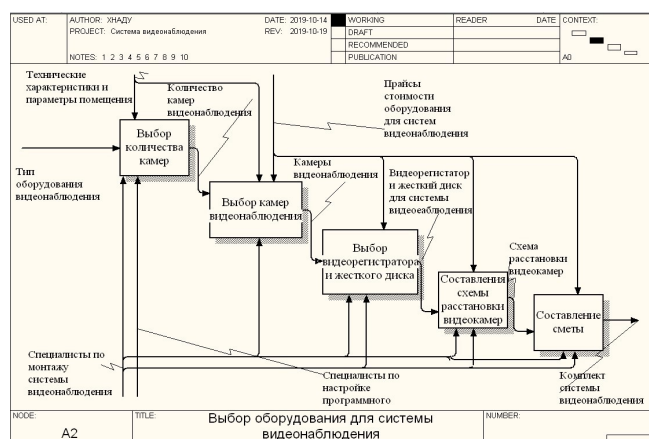 USED AT:
AUTHOR: ХНАДУ
DATE: 2019-10-14
WORKING
READER
DATE
CONTEXT:
PROJECT: Система видеонаблюдения
REV: 2019-10-19
DRAFT
RECOMMENDED
NOTES: 1 2 3 4 5 6 7 8 9 10
PUBLICATION
A0
Технические
характеристики и
параметры помещения
Количество
камер
видеонаблюдения
Прайсы
стоимости
оборудования
для систем
видеонаблюдения
Выбор
количества
камер
Тип
оборудования
видеонаблюдения
Камеры
видеонаблюдения
Видеорегистатор
и жесткий диск
для системы
видеоеаблюдения
Выбор камер
видеонаблюдения
Выбор
видеорегистратора
и жесткого диска
Схема
расстановки
видеокамер
Составления
схемы
расстановки
видеокамер
Составление
сметы
Специалисты по
монтажу
системы
видеонаблюдения
Специалисты по
настройке
программного
Комплект
системы
видеонаблюдения
NODE:
A2
TITLE:
Выбор оборудования для системы
видеонаблюдения
NUMBER: